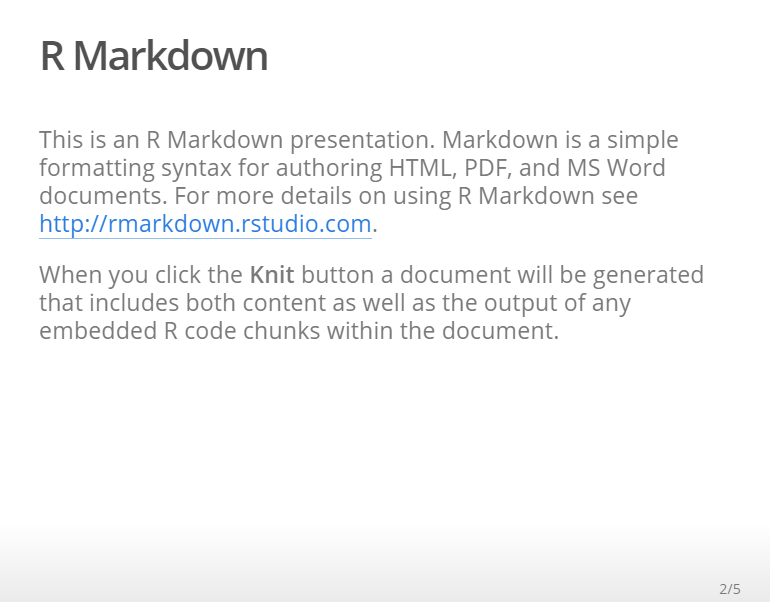 R Markdown
This is an R Markdown presentation. Markdown is a simple
formatting syntax for authoring HTML, PDF, and MS Word
documents. For more details on using R Markdown see
http://rmarkdown.rstudio.com.
When you click the Knit button a document will be generated
that includes both content as well as the output of any
embedded R code chunks within the document.
2/5